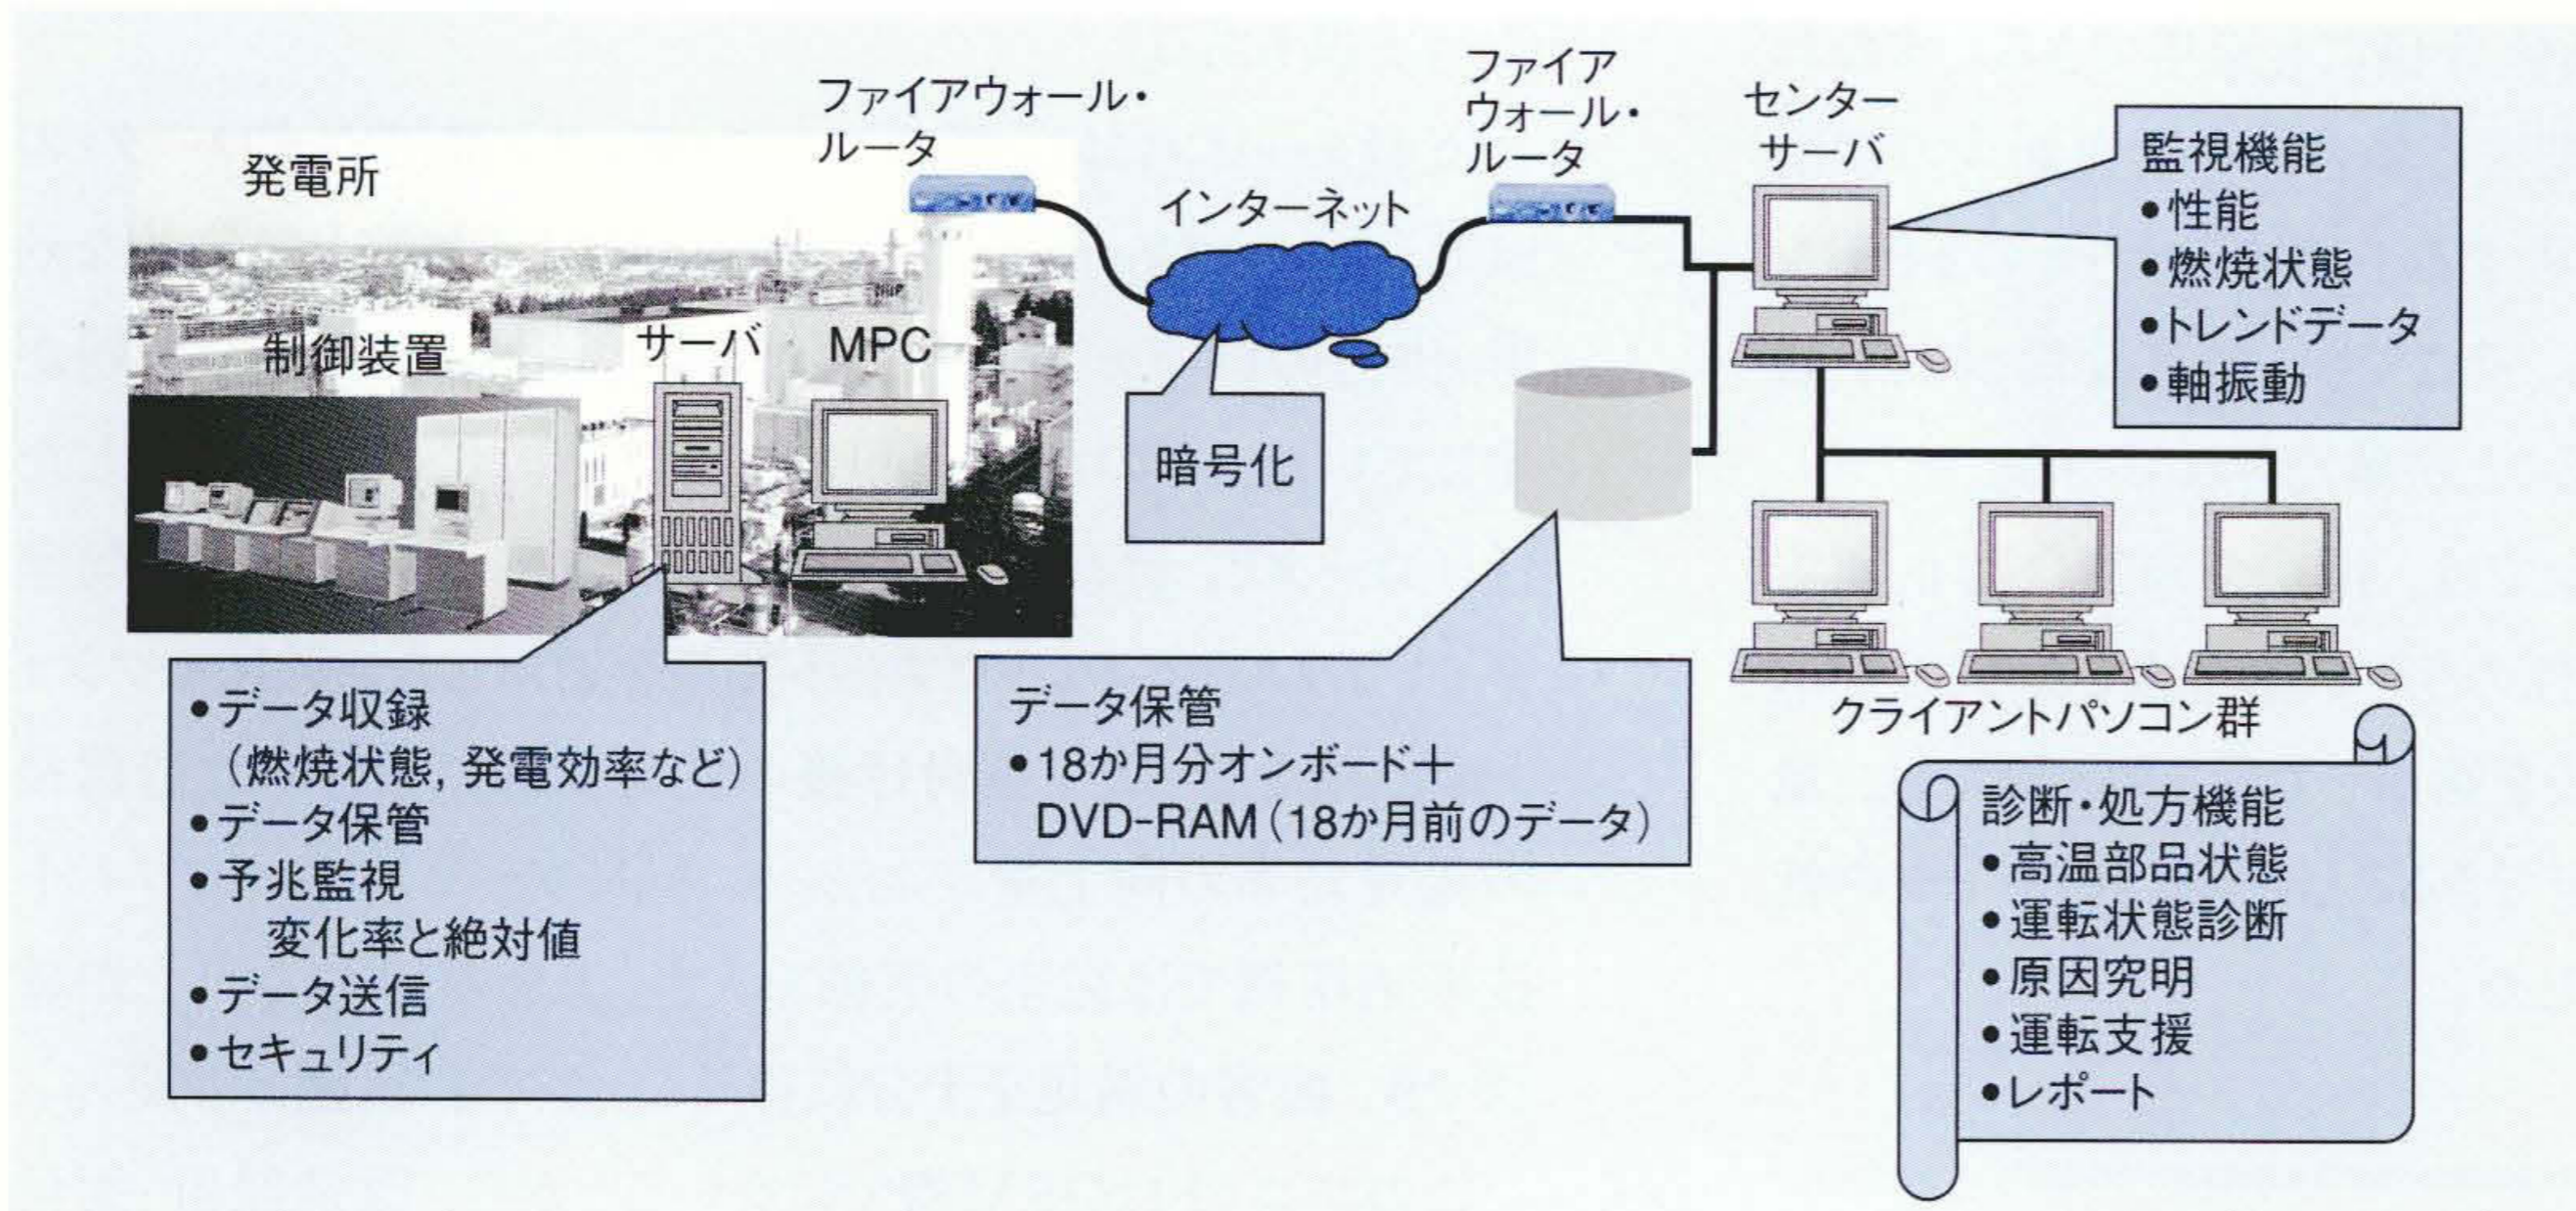 発電所
ファイアウォール・
ルータ
制御装置
サーバ
MPC
インターネット
暗号化
ファイア
ウォール・
ルータ
センター
サーバ
監視機能
●性能
●燃焼状態
●トレンドデータ
●軸振動
●データ収録
（燃焼状態, 発電効率など）
●データ保管
●予兆監視
変化率と絶対値
●データ送信
●セキュリティ
データ保管
●18か月分オンボード＋
DVD-RAM（18か月前のデータ）
クライアントパソコン群
診断・処方機能
●高温部品状態
●運転状態診断
●原因究明
●運転支援
●レポート